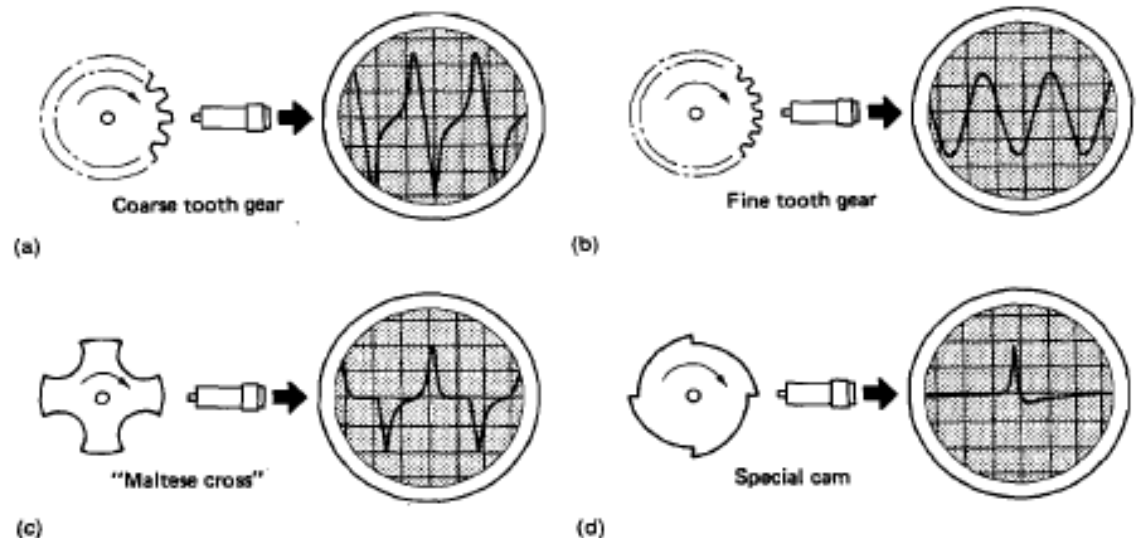 Coarse tooth gear
Fine tooth gear
(a)
(b)
"Maltese cross"
Special cam
(c)
(d)